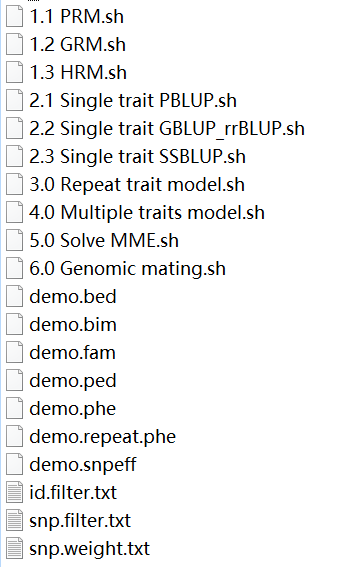 1.1 PRM.sh
1.2 GRM.sh
1.3 HRM.sh
2.1 Single trait PBLUP.sh
2.2 Single trait GBLUP_rrBLUP.sh
2.3 Single trait SSBLUP.sh
3.0 Repeat trait model.sh
4.0 Multiple traits model.sh
5.0 Solve MME.sh
6.0 Genomic mating.sh
demo.bed
demo.bim
demo.fam
demo.ped
demo.phe
demo.repeat.phe
demo.snpeff
id.filter.txt
snp.filter.txt
snp.weight.txt